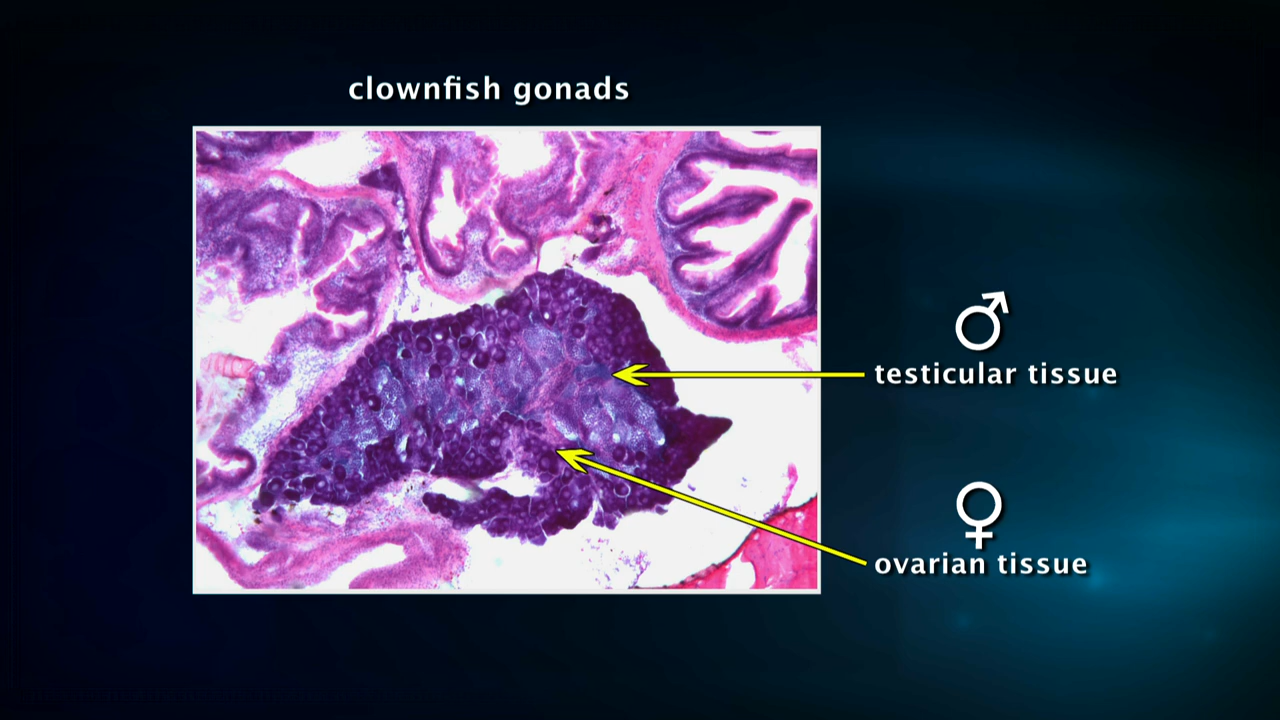 clownfish gonads
♂
testicular tissue
♀
ovarian tissue